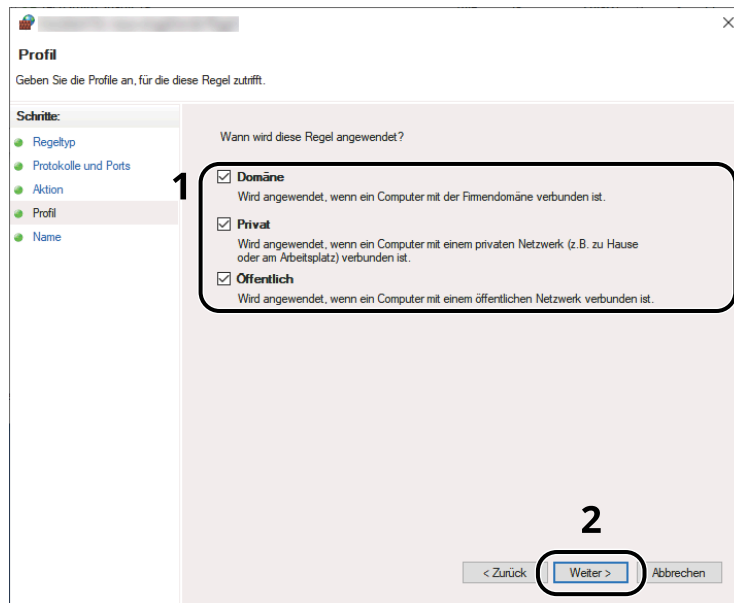 Profil
Geben Sie die Profile an, für die diese Regel zutrifft.
Schritte:
Regeltyp
Protokolle und Ports
Aktion
Profil
Name
Wann wird diese Regel angewendet?
1
Domäne
Wird angewendet, wenn ein Computer mit der Firmendomäne verbunden ist.
Privat
Wird angewendet, wenn ein Computer mit einem privaten Netzwerk (z.B. zu Hause
oder am Arbeitsplatz) verbunden ist.
Öffentlich
Wird angewendet, wenn ein Computer mit einem öffentlichen Netzwerk verbunden ist.
2
< Zurück Weiter > Abbrechen